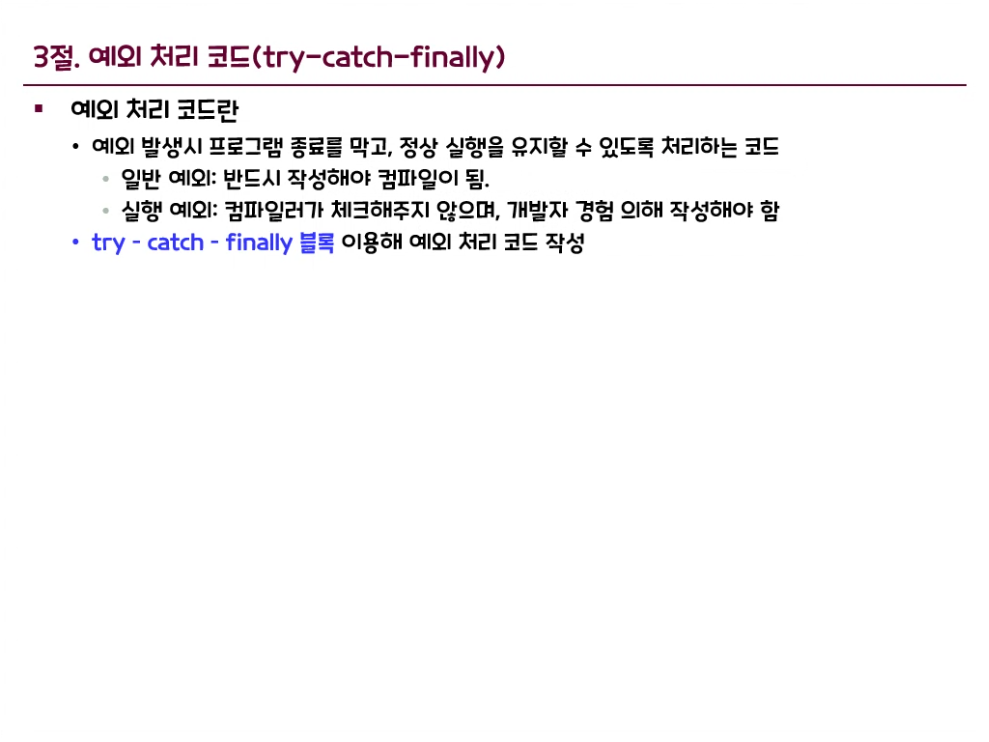 3절. 예외 처리 코드(try-catch-finally)
▪ 예외 처리 코드란
• 예외 발생시 프로그램 종료를 막고, 정상 실행을 유지할 수 있도록 처리하는 코드
• 일반 예외: 반드시 작성해야 컴파일이 됨.
• 실행 예외: 컴파일러가 체크해주지 않으며, 개발자 경험 의해 작성해야 함
• try - catch - finally 블록 이용해 예외 처리 코드 작성